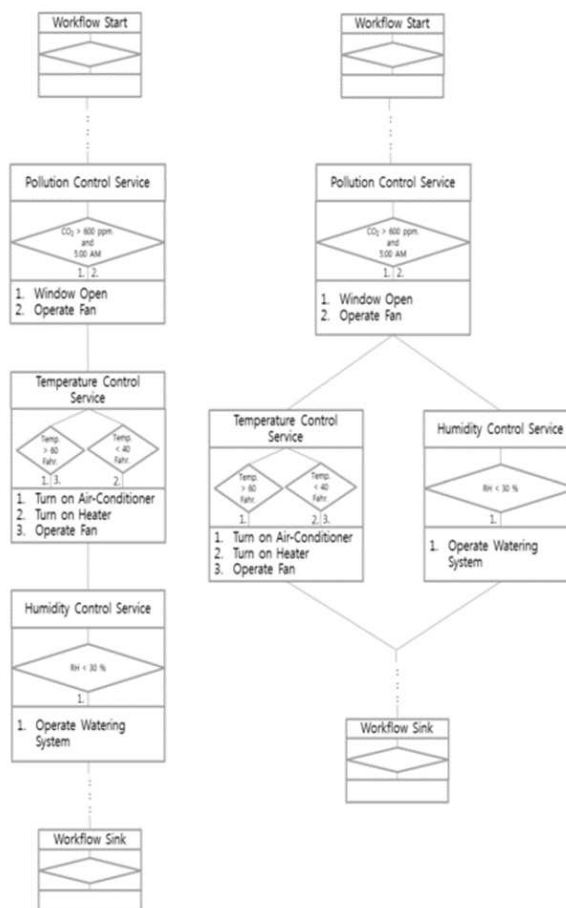 Workflow Start
Pollution Control Service
CO₂ > 600 ppm.
and
5:00 AM
1. 2.
1. Window Open
2. Operate Fan
Temperature Control
Service
Temp.
> 60
Fahr.
Temp.
< 40
Fahr.
1. 3.
2.
1. Turn on Air-Conditioner
2. Turn on Heater
3. Operate Fan
Humidity Control Service
RH < 30 %
1.
1. Operate Watering
System
Workflow Sink
Workflow Start
Pollution Control Service
CO₂ > 600 ppm.
and
5:00 AM
1. 2.
1. Window Open
2. Operate Fan
Temperature Control
Service
Temp.
> 60
Fahr.
Temp.
< 40
Fahr.
1.
2. 3.
1. Turn on Air-Conditioner
2. Turn on Heater
3. Operate Fan
Humidity Control Service
RH < 30 %
1.
1. Operate Watering
System
Workflow Sink